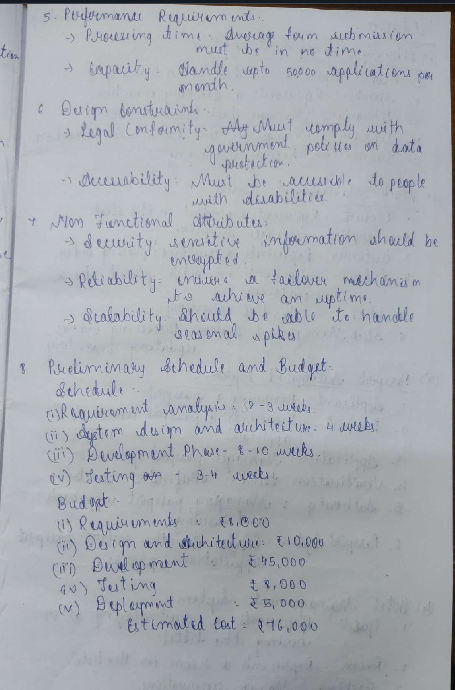 5. Performance Requirements:-
→ Processing time: Average form submission
must be in no time.
→ Capacity: Handle upto 50000 applications per
month.
6 Design Constraints:-
→ Legal Conformity: Must comply with
government policies on data
protection.
→ Accessability: Must be accessible to people
with disabilities
7 Non Functional Attributes:
→ Security: sensitive information should be
encrypted.
→ Reliability: ensure a failover mechanism
to achieve an uptime.
→ Scalability: Should be able to handle
seasonal spikes
8 Preliminary Schedule and Budget-
Schedule:-
(i) Requirement analysis: 2-3 weeks
(ii) System design and architecture: 4 weeks.
(iii) Development Phase- 8-10 weeks.
(iv) Testing - 3-4 weeks.
Budget-
(i) Requirements ₹8,000
(ii) Design and Architecture: ₹10,000
(iii) Development : ₹45,000
(iv) Testing ₹8,000
(v) Deployment : ₹5,000
Estimated Cost: ₹76,000